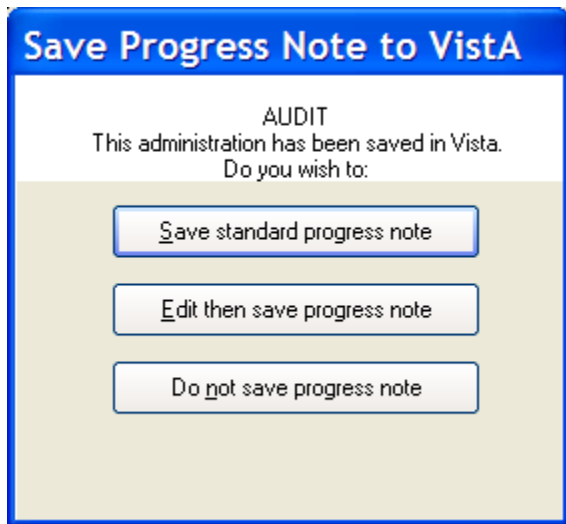 Save Progress Note to VistA
AUDIT
This administration has been saved in Vista.
Do you wish to:
Save standard progress note
Edit then save progress note
Do not save progress note